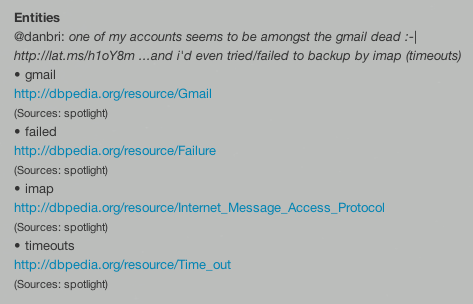 Entities
@danbri: one of my accounts seems to be amongst the gmail dead :-|
http://lat.ms/h1oY8m ...and i'd even tried/failed to backup by imap (timeouts)
• gmail
http://dbpedia.org/resource/Gmail
(Sources: spotlight)
• failed
http://dbpedia.org/resource/Failure
(Sources: spotlight)
• imap
http://dbpedia.org/resource/Internet_Message_Access_Protocol
(Sources: spotlight)
• timeouts
http://dbpedia.org/resource/Time_out
(Sources: spotlight)